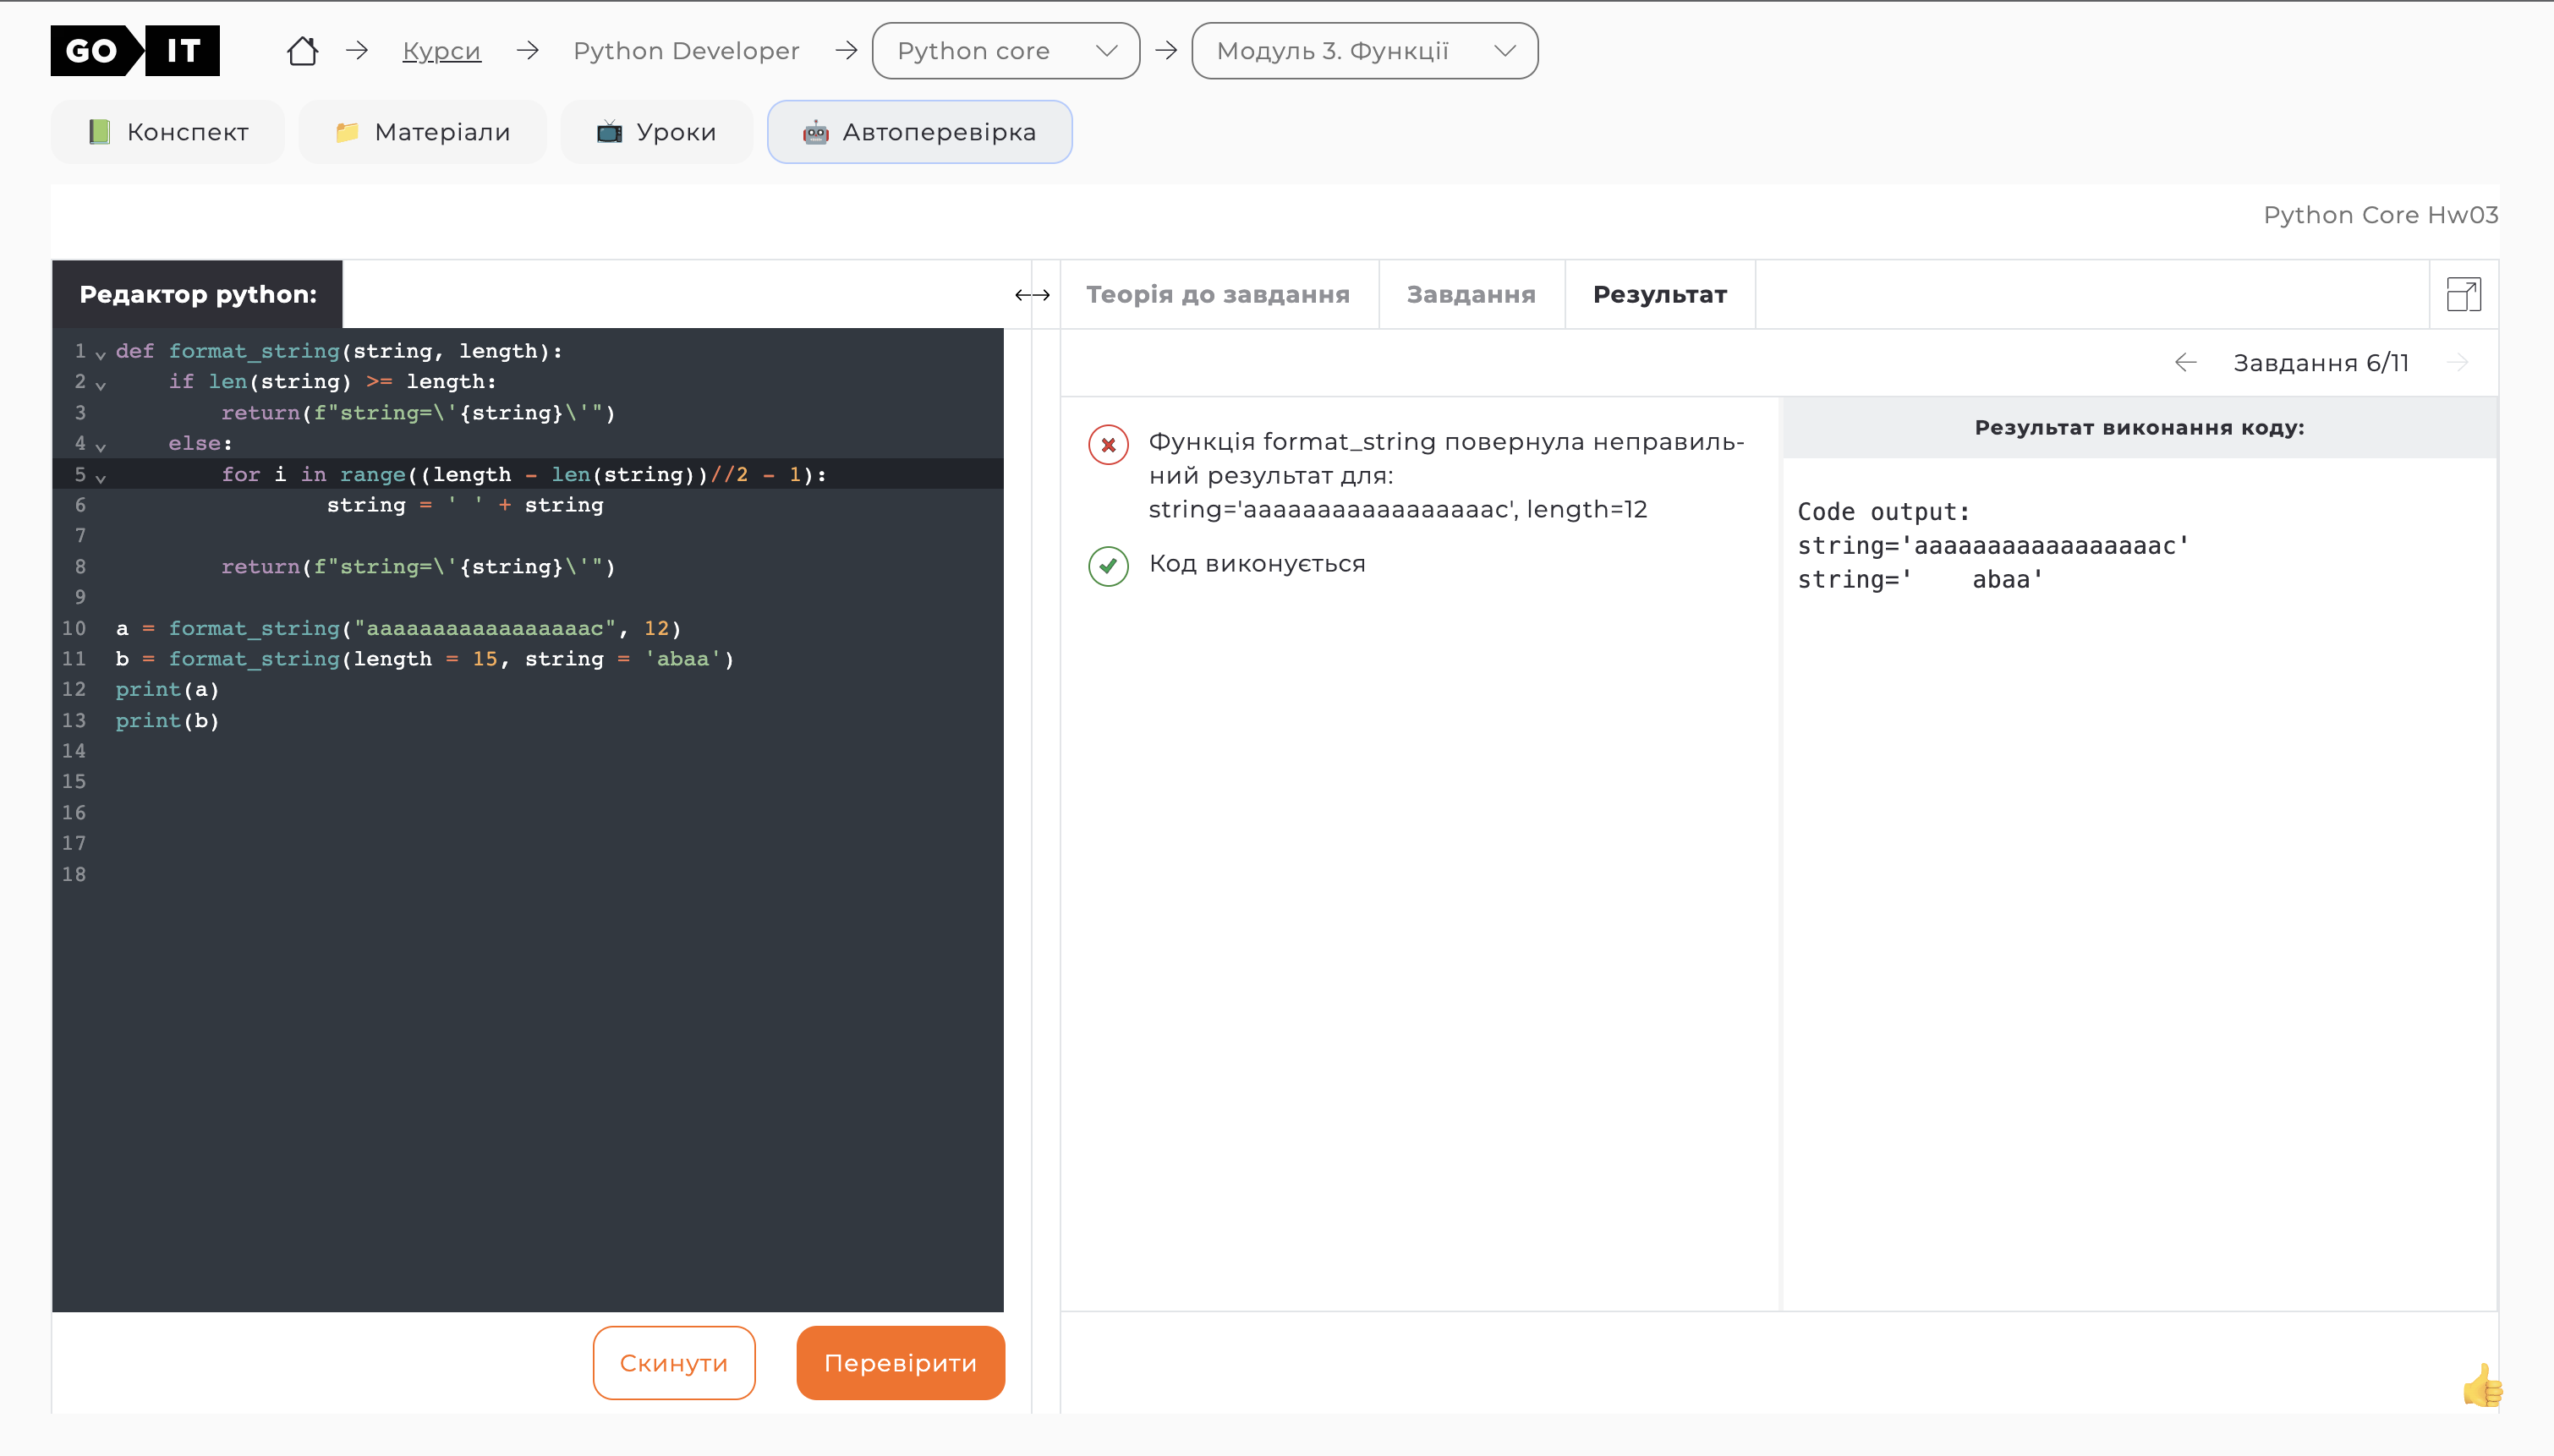 GO IT
Курси
Python Developer
Python core
Модуль 3. Функції
Конспект
Матеріали
Уроки
Автоперевірка
Python Core Hw03
Редактор python:
1 def format_string(string, length):
2     if len(string) >= length:
3         return(f"string=\'{string}\'")
4     else:
5         for i in range((length - len(string))//2 - 1):
6                 string = ' ' + string
7
8         return(f"string=\'{string}\'")
9
10 a = format_string("aaaaaaaaaaaaaaaaac", 12)
11 b = format_string(length = 15, string = 'abaa')
12 print(a)
13 print(b)
14
15
16
17
18
Скинути
Перевірити
Теорія до завдання
Завдання
Результат
Завдання 6/11
Функція format_string повернула неправиль-
ний результат для:
string='aaaaaaaaaaaaaaaaac', length=12
Код виконується
Результат виконання коду:
Code output:
string='aaaaaaaaaaaaaaaaac'
string='    abaa'